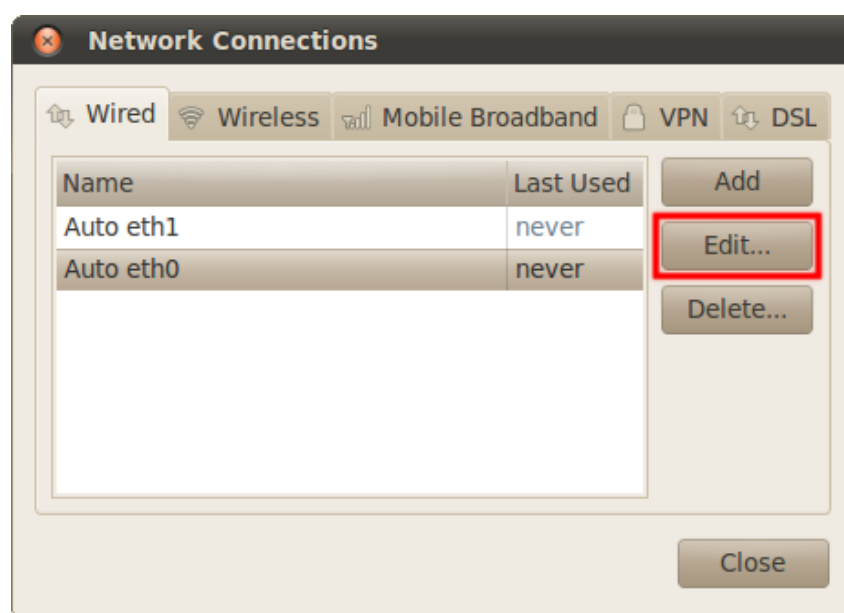 Network Connections
Wired Wireless Mobile Broadband VPN DSL
Name Last Used
Auto eth1 never
Auto eth0 never
Add
Edit...
Delete...
Close